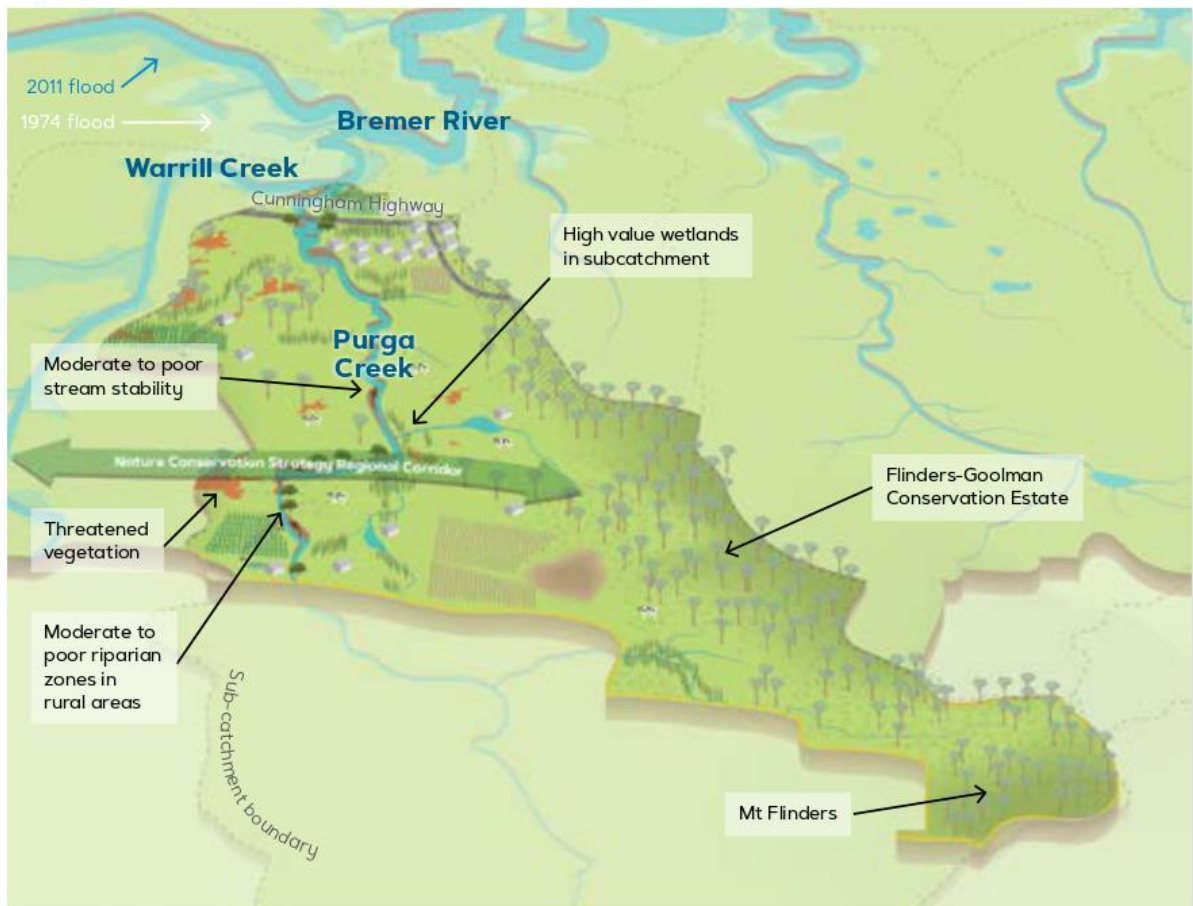 2011 flood
1974 flood
Bremer River
Warrill Creek
Cunningham Highway
High value wetlands
in subcatchment
Purga
Creek
Moderate to poor
stream stability
Nature Conservation Strategy Regional Corridor
Flinders-Goolman
Conservation Estate
Threatened
vegetation
Moderate to
poor riparian
zones in
rural areas
Sub-catchment boundary
Mt Flinders